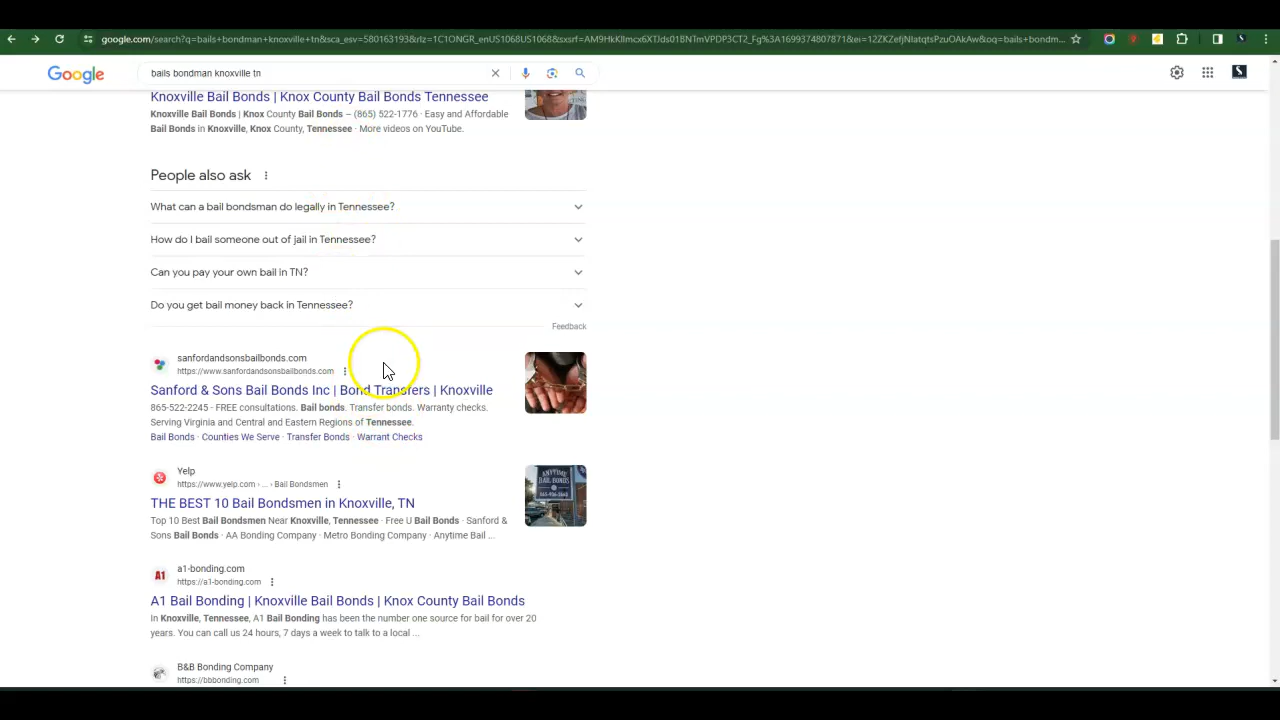 google.com/search?q=bails+bondman+knoxville+tn&sca_esv=580163193&rlz=1C1ONGR_enUS1068US1068&sxsrf=
bails bondman knoxville tn
Google
Knoxville Bail Bonds | Knox County Bail Bonds Tennessee
Knoxville Bail Bonds | Knox County Bail Bonds – (865) 522-1776 · Easy and Affordable
Bail Bonds in Knoxville, Knox County, Tennessee · More videos on YouTube.
People also ask
What can a bail bondsman do legally in Tennessee?
How do I bail someone out of jail in Tennessee?
Can you pay your own bail in TN?
Do you get bail money back in Tennessee?
Feedback
sanfordandsonsbailbonds.com
https://www.sanfordandsonsbailbonds.com
Sanford & Sons Bail Bonds Inc | Bond Transfers | Knoxville
865-522-2245 - FREE consultations. Bail bonds. Transfer bonds. Warranty checks.
Serving Virginia and Central and Eastern Regions of Tennessee.
Bail Bonds · Counties We Serve · Transfer Bonds · Warrant Checks
Yelp
https://www.yelp.com › ... › Bail Bondsmen
THE BEST 10 Bail Bondsmen in Knoxville, TN
Top 10 Best Bail Bondsmen Near Knoxville, Tennessee · Free U Bail Bonds · Sanford &
Sons Bail Bonds · AA Bonding Company · Metro Bonding Company · Anytime Bail ...
ANYTIME
BAIL BONDS
A1
a1-bonding.com
https://a1-bonding.com
A1 Bail Bonding | Knoxville Bail Bonds | Knox County Bail Bonds
In Knoxville, Tennessee, A1 Bail Bonding has been the number one source for bail for over 20
years. You can call us 24 hours, 7 days a week to talk to a local ...
B&B Bonding Company
https://bbbonding.com